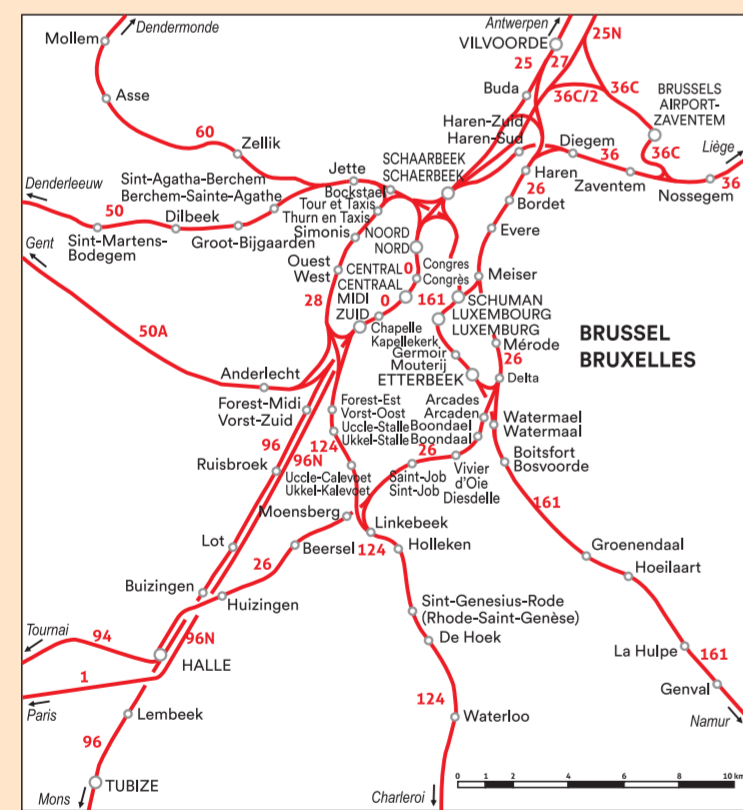 Antwerpen
VILVOORDE
25N
Dendermonde
Mollem
25
27
Asse
Buda
36C/2
36C
BRUSSELS
AIRPORT-
ZAVENTEM
60
Zellik
Haren-Zuid
Haren-Sud
Diegem
Liège
36
36C
Jette
SCHAARBEEK
SCHAERBEEK
Haren
Zaventem
Nossegem
36
Denderleeuw
Sint-Agatha-Berchem
Berchem-Sainte-Agathe
Bockstael
Tour et Taxis
Thurn en Taxis
26
Bordet
50
Sint-Martens-
Bodegem
Dilbeek
Groot-Bijgaarden
Simonis
NOORD
NORD
Evere
Gent
Ouest
West
CENTRAL
CENTRAAL
0
Congres
Congrès
Meiser
28
MIDI
ZUID
0
161
SCHUMAN
LUXEMBOURG
LUXEMBURG
50A
Chapelle
Kapellekerk
Mérode
BRUSSEL
BRUXELLES
Germoir
Mouterij
26
Anderlecht
ETTERBEEK
Delta
Forest-Midi
Vorst-Zuid
Forest-Est
Vorst-Oost
Arcades
Arcaden
Watermael
Watermaal
Uccle-Stalle
Ukkel-Stalle
Boondael
Boondaal
96
124
96N
26
Boitsfort
Bosvoorde
Ruisbroek
Uccle-Calevoet
Ukkel-Kalevoet
Saint-Job
Sint-Job
Vivier
d'Oie
Diesdelle
161
Moensberg
Linkebeek
Lot
Beersel
124
Holleken
Groenendaal
26
Hoeilaart
Buizingen
Huizingen
Sint-Genesius-Rode
(Rhode-Saint-Genèse)
Tournai
94
96N
De Hoek
HALLE
La Hulpe
161
1
Paris
Genval
Lembeek
124
Waterloo
Namur
96
TUBIZE
Mons
Charleroi
0 1 2 4 6 8 10 km